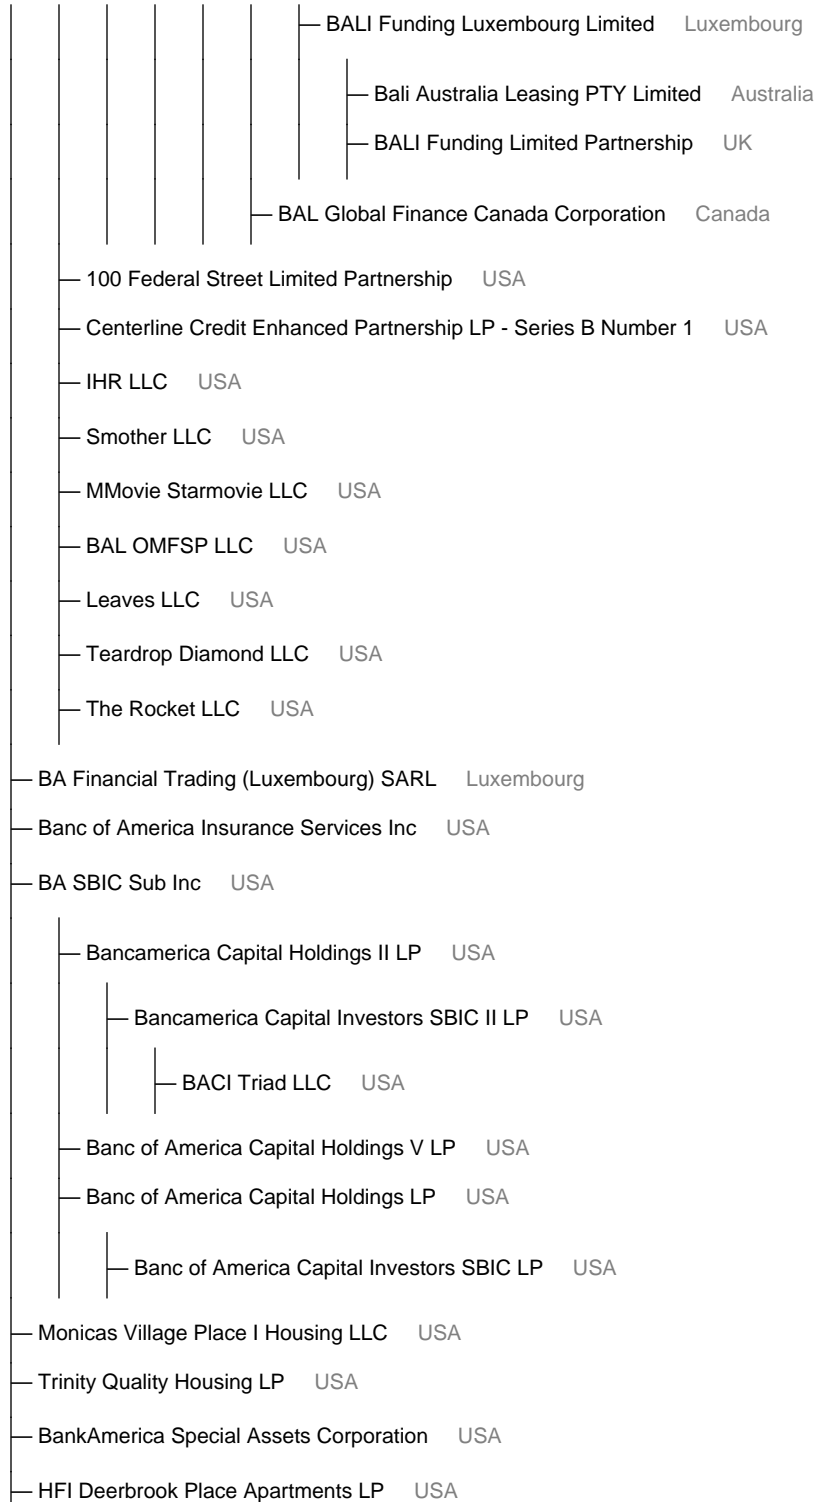 BALI Funding Luxembourg Limited Luxembourg
Bali Australia Leasing PTY Limited Australia
BALI Funding Limited Partnership UK
BAL Global Finance Canada Corporation Canada
100 Federal Street Limited Partnership USA
Centerline Credit Enhanced Partnership LP - Series B Number 1 USA
IHR LLC USA
Smother LLC USA
MMovie Starmovie LLC USA
BAL OMFSP LLC USA
Leaves LLC USA
Teardrop Diamond LLC USA
The Rocket LLC USA
BA Financial Trading (Luxembourg) SARL Luxembourg
Banc of America Insurance Services Inc USA
BA SBIC Sub Inc USA
Bancamerica Capital Holdings II LP USA
Bancamerica Capital Investors SBIC II LP USA
BACI Triad LLC USA
Banc of America Capital Holdings V LP USA
Banc of America Capital Holdings LP USA
Banc of America Capital Investors SBIC LP USA
Monicas Village Place I Housing LLC USA
Trinity Quality Housing LP USA
BankAmerica Special Assets Corporation USA
HFI Deerbrook Place Apartments LP USA